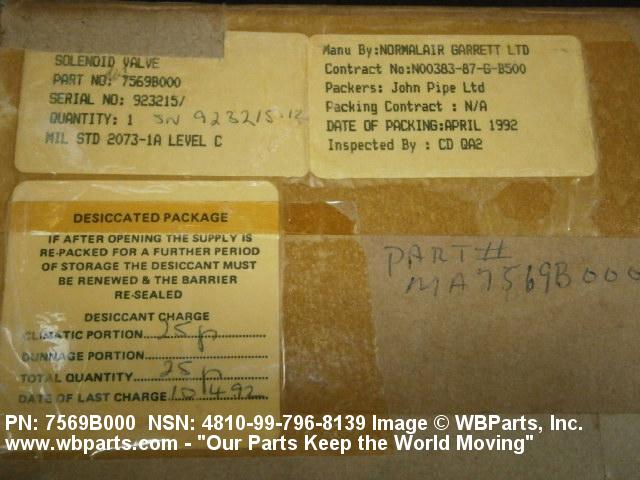 SOLENOID VALVE
PART NO: 7569B000
SERIAL NO: 923215/
QUANTITY: 1 SN 923215-12
MIL STD 2073-1A LEVEL C
Manu By:NORMALAIR GARRETT LTD
Contract No:N00383-87-G-B500
Packers: John Pipe Ltd
Packing Contract : N/A
DATE OF PACKING:APRIL 1992
Inspected By : CD QA2
DESICCATED PACKAGE
IF AFTER OPENING THE SUPPLY IS
RE-PACKED FOR A FURTHER PERIOD
OF STORAGE THE DESICCANT MUST
BE RENEWED & THE BARRIER
RE-SEALED
DESICCANT CHARGE
CLIMATIC PORTION 25p
DUNNAGE PORTION
TOTAL QUANTITY 25p
DATE OF LAST CHARGE 10 4 92
PART#
MA7569B000
PN: 7569B000 NSN: 4810-99-796-8139 Image © WBParts, Inc.
www.wbparts.com - "Our Parts Keep the World Moving"